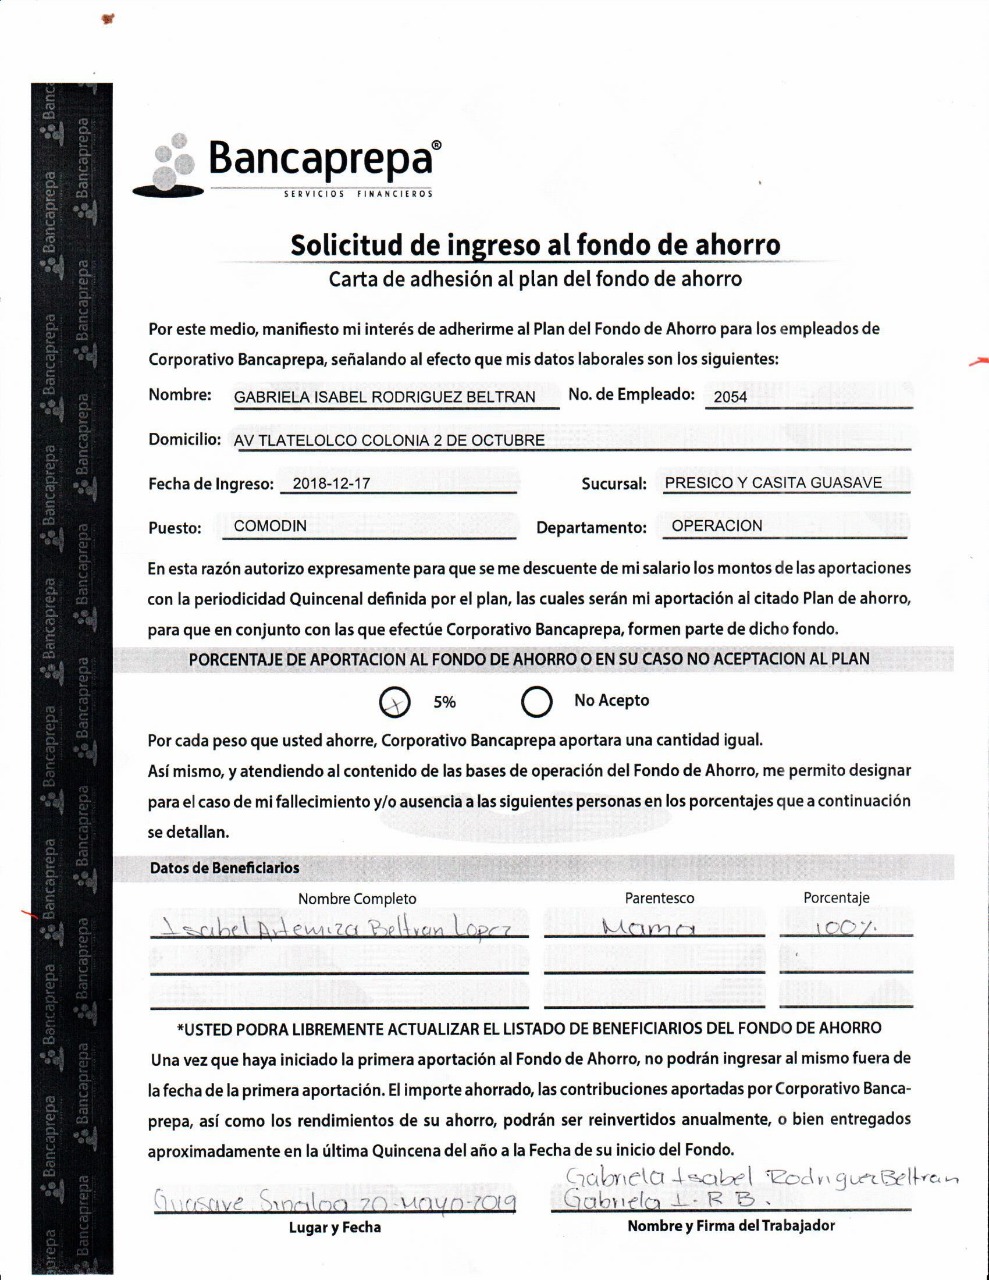 Bancaprepa®
SERVICIOS FINANCIEROS
Solicitud de ingreso al fondo de ahorro
Carta de adhesión al plan del fondo de ahorro
Por este medio, manifiesto mi interés de adherirme al Plan del Fondo de Ahorro para los empleados de
Corporativo Bancaprepa, señalando al efecto que mis datos laborales son los siguientes:
Nombre: GABRIELA ISABEL RODRIGUEZ BELTRAN No. de Empleado: 2054
Domicilio: AV TLATELOLCO COLONIA 2 DE OCTUBRE
Fecha de Ingreso: 2018-12-17 Sucursal: PRESICO Y CASITA GUASAVE
Puesto: COMODIN Departamento: OPERACION
En esta razón autorizo expresamente para que se me descuente de mi salario los montos de las aportaciones
con la periodicidad Quincenal definida por el plan, las cuales serán mi aportación al citado Plan de ahorro,
para que en conjunto con las que efectúe Corporativo Bancaprepa, formen parte de dicho fondo.
PORCENTAJE DE APORTACION AL FONDO DE AHORRO O EN SU CASO NO ACEPTACION AL PLAN
5% No Acepto
Por cada peso que usted ahorre, Corporativo Bancaprepa aportara una cantidad igual.
Así mismo, y atendiendo al contenido de las bases de operación del Fondo de Ahorro, me permito designar
para el caso de mi fallecimiento y/o ausencia a las siguientes personas en los porcentajes que a continuación
se detallan.
Datos de Beneficiarios
Nombre Completo Parentesco Porcentaje
Isabel Artemiza Beltran Lopez Mama 100%
*USTED PODRA LIBREMENTE ACTUALIZAR EL LISTADO DE BENEFICIARIOS DEL FONDO DE AHORRO
Una vez que haya iniciado la primera aportación al Fondo de Ahorro, no podrán ingresar al mismo fuera de
la fecha de la primera aportación. El importe ahorrado, las contribuciones aportadas por Corporativo Banca-
prepa, así como los rendimientos de su ahorro, podrán ser reinvertidos anualmente, o bien entregados
aproximadamente en la última Quincena del año a la Fecha de su inicio del Fondo.
Gabriela Isabel Rodriguez Beltran
Guasave Sinaloa 20-Mayo-2019 Gabriela I. R B.
Lugar y Fecha Nombre y Firma del Trabajador